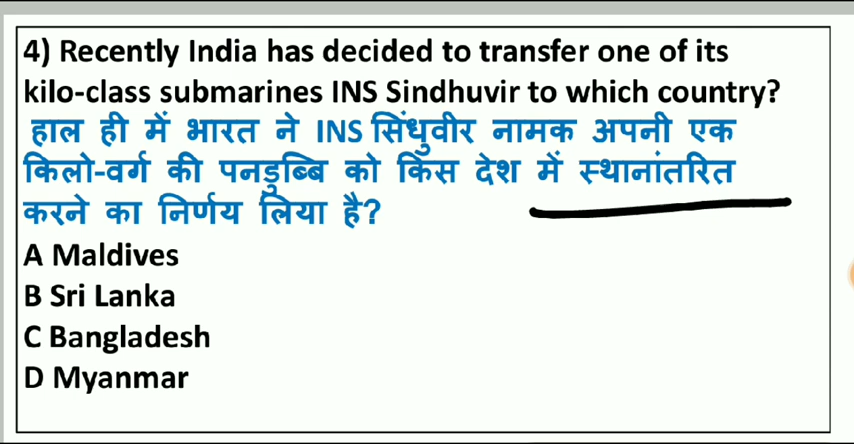 4) Recently India has decided to transfer one of its
kilo-class submarines INS Sindhuvir to which country?
हाल ही में भारत ने INS सिंधुवीर नामक अपनी एक
किलो-वर्ग की पनडुब्बि को किस देश में स्थानांतरित
करने का निर्णय लिया है?
A Maldives
B Sri Lanka
C Bangladesh
D Myanmar